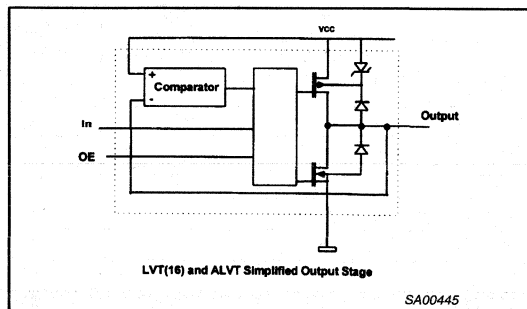 vcc
+
Comparator
-
Output
In
OE
LVT(16) and ALVT Simplified Output Stage
SA00445